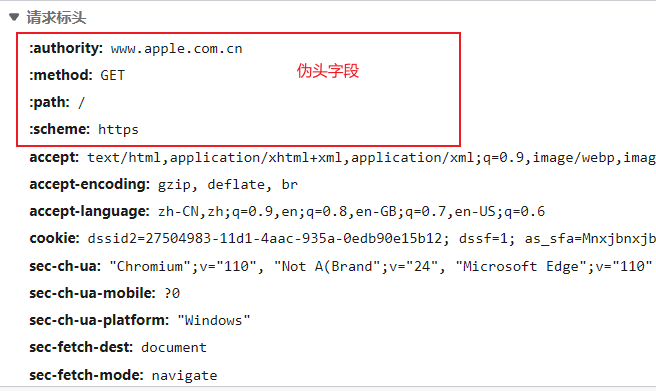 请求标头
:authority: www.apple.com.cn
:method: GET
伪头字段
:path: /
:scheme: https
accept: text/html,application/xhtml+xml,application/xml;q=0.9,image/webp,imag
accept-encoding: gzip, deflate, br
accept-language: zh-CN,zh;q=0.9,en;q=0.8,en-GB;q=0.7,en-US;q=0.6
cookie: dssid2=27504983-11d1-4aac-935a-0edb90e15b12; dssf=1; as_sfa=Mnxjbnxjb
sec-ch-ua: "Chromium";v="110", "Not A(Brand";v="24", "Microsoft Edge";v="110"
sec-ch-ua-mobile: ?0
sec-ch-ua-platform: "Windows"
sec-fetch-dest: document
sec-fetch-mode: navigate